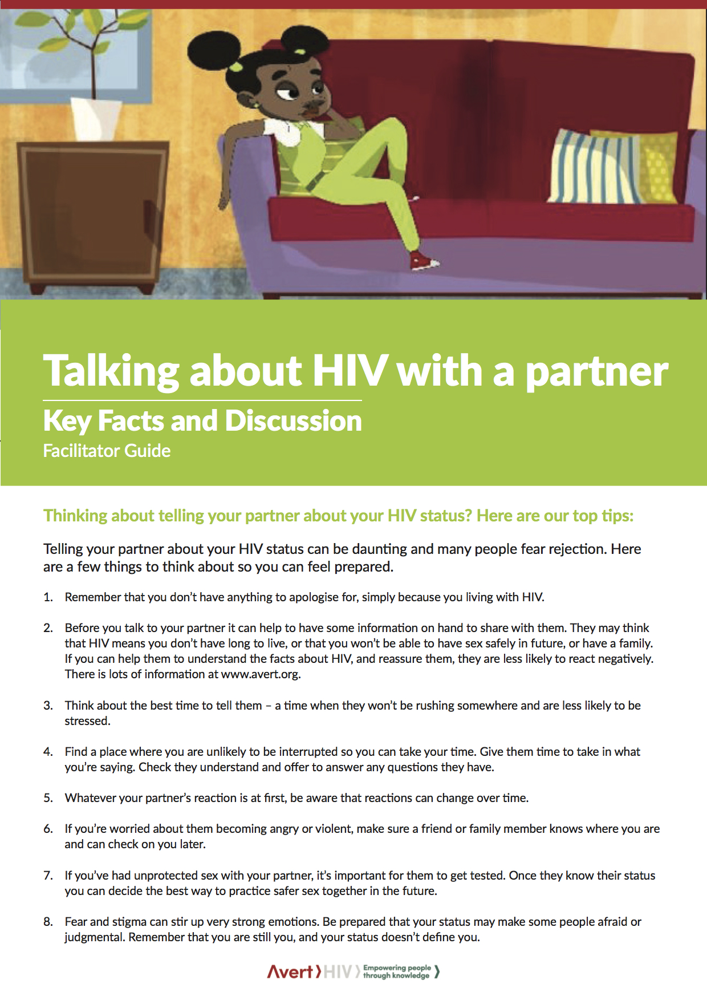 Talking about HIV with a partner
Key Facts and Discussion
Facilitator Guide
Thinking about telling your partner about your HIV status? Here are our top tips:
Telling your partner about your HIV status can be daunting and many people fear rejection. Here
are a few things to think about so you can feel prepared.
1. Remember that you don’t have anything to apologise for, simply because you living with HIV.
2. Before you talk to your partner it can help to have some information on hand to share with them. They may think
that HIV means you don’t have long to live, or that you won’t be able to have sex safely in future, or have a family.
If you can help them to understand the facts about HIV, and reassure them, they are less likely to react negatively.
There is lots of information at www.avert.org.
3. Think about the best time to tell them – a time when they won’t be rushing somewhere and are less likely to be
stressed.
4. Find a place where you are unlikely to be interrupted so you can take your time. Give them time to take in what
you’re saying. Check they understand and offer to answer any questions they have.
5. Whatever your partner’s reaction is at first, be aware that reactions can change over time.
6. If you’re worried about them becoming angry or violent, make sure a friend or family member knows where you are
and can check on you later.
7. If you’ve had unprotected sex with your partner, it’s important for them to get tested. Once they know their status
you can decide the best way to practice safer sex together in the future.
8. Fear and stigma can stir up very strong emotions. Be prepared that your status may make some people afraid or
judgmental. Remember that you are still you, and your status doesn’t define you.
Avert HIV Empowering people
through knowledge